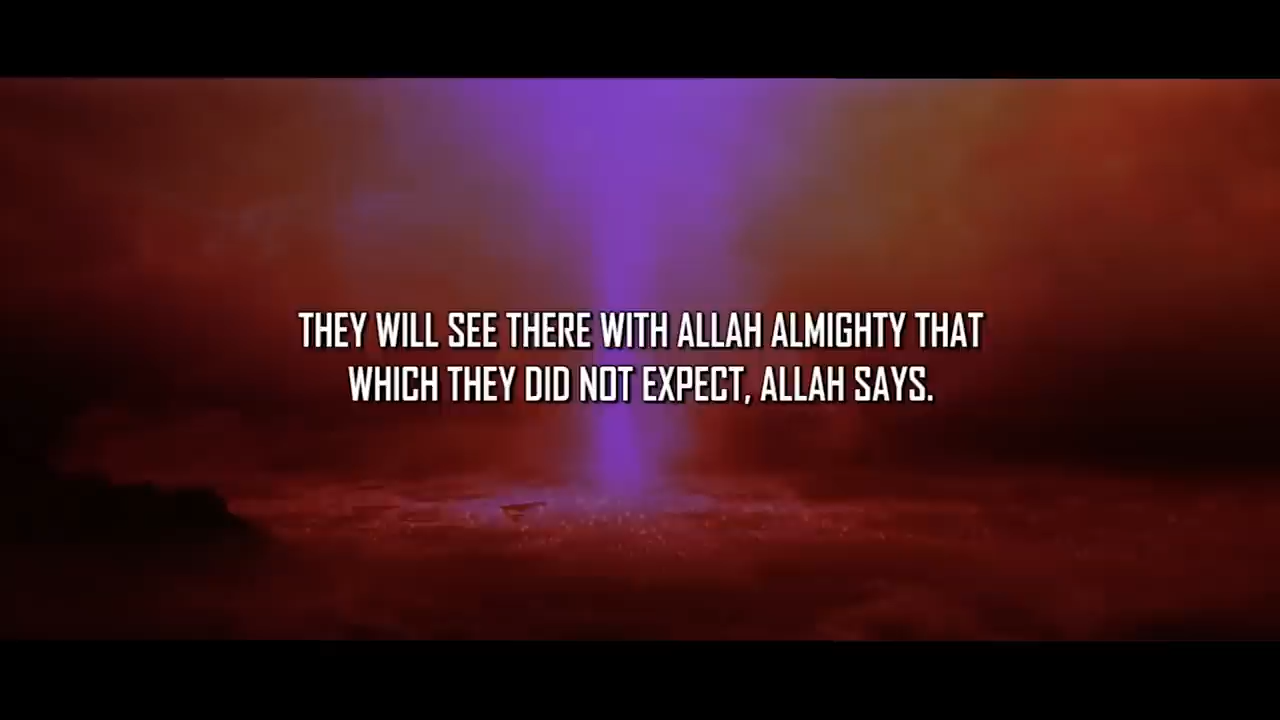 THEY WILL SEE THERE WITH ALLAH ALMIGHTY THAT
WHICH THEY DID NOT EXPECT, ALLAH SAYS.